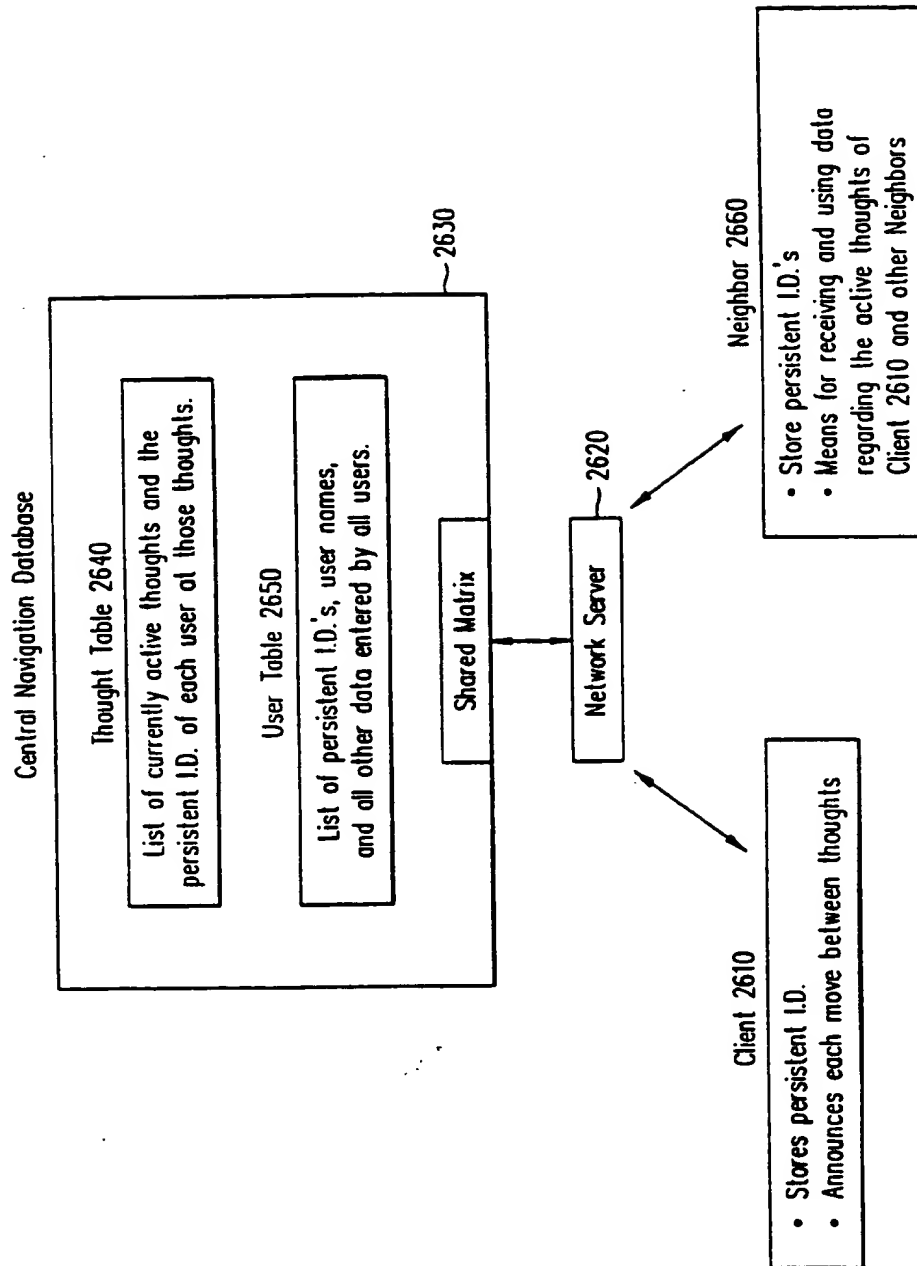 Central Navigation Database
Thought Table 2640
List of currently active thoughts and the
persistent I.D. of each user at those thoughts.
User Table 2650
List of persistent I.D.'s, user names,
and all other data entered by all users.
Shared Matrix
2630
Network Server
2620
Client 2610
• Stores persistent I.D.
• Announces each move between thoughts
Neighbor 2660
• Store persistent I.D.'s
• Means for receiving and using data
regarding the active thoughts of
Client 2610 and other Neighbors